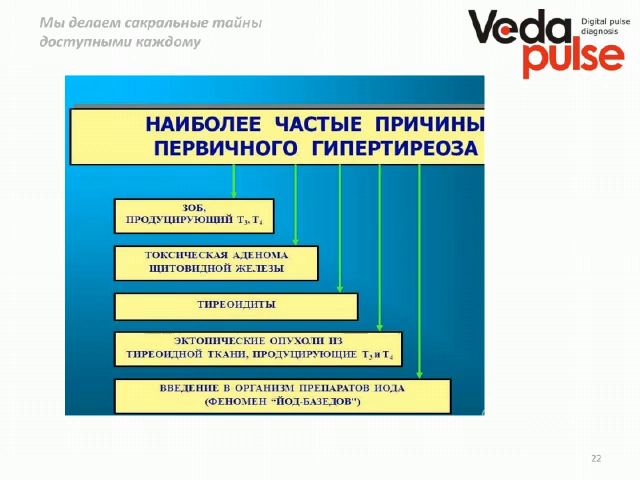 Мы делаем сакральные тайны
доступными каждому
Veda
pulse
Digital pulse
diagnosis
НАИБОЛЕЕ ЧАСТЫЕ ПРИЧИНЫ
ПЕРВИЧНОГО ГИПЕРТИРЕОЗА
ЗОБ,
ПРОДУЦИРУЮЩИЙ Т3, Т4
ТОКСИЧЕСКАЯ АДЕНОМА
ЩИТОВИДНОЙ ЖЕЛЕЗЫ
ТИРЕОИДИТЫ
ЭКТОПИЧЕСКИЕ ОПУХОЛИ ИЗ
ТИРЕОИДНОЙ ТКАНИ, ПРОДУЦИРУЮЩИЕ Т3 и Т4
ВВЕДЕНИЕ В ОРГАНИЗМ ПРЕПАРАТОВ ИОДА
(ФЕНОМЕН “ЙОД-БАЗЕДОВ”)
22